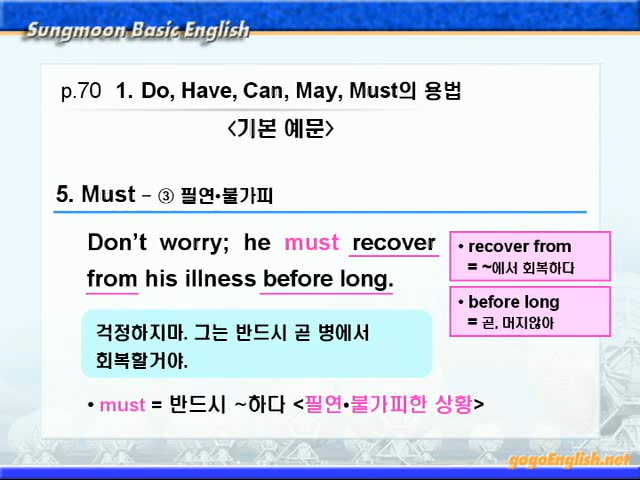 Sungmoon Basic English
p.70 1. Do, Have, Can, May, Must의 용법
<기본 예문>
5. Must – ③ 필연•불가피
Don't worry; he must recover
from his illness before long.
• recover from
= ~에서 회복하다
• before long
= 곧, 머지않아
걱정하지마. 그는 반드시 곧 병에서
회복할거야.
• must = 반드시 ~하다 <필연•불가피한 상황>
gogoEnglish.net